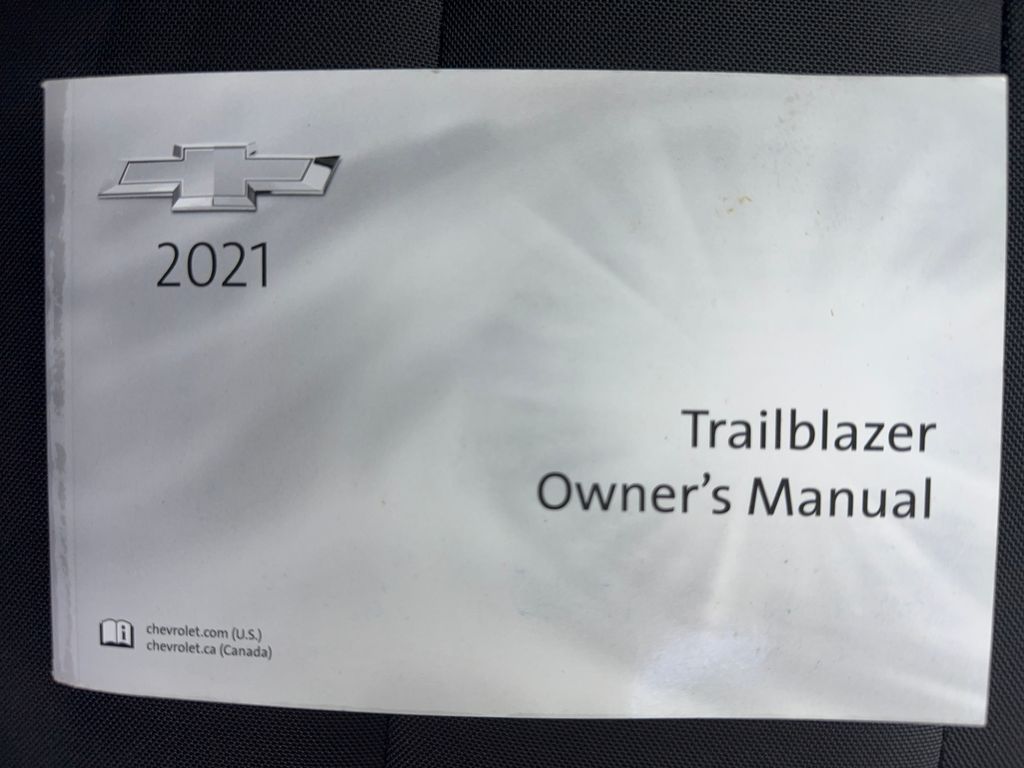 2021
Trailblazer
Owner's Manual
chevrolet.com (U.S.)
chevrolet.ca (Canada)